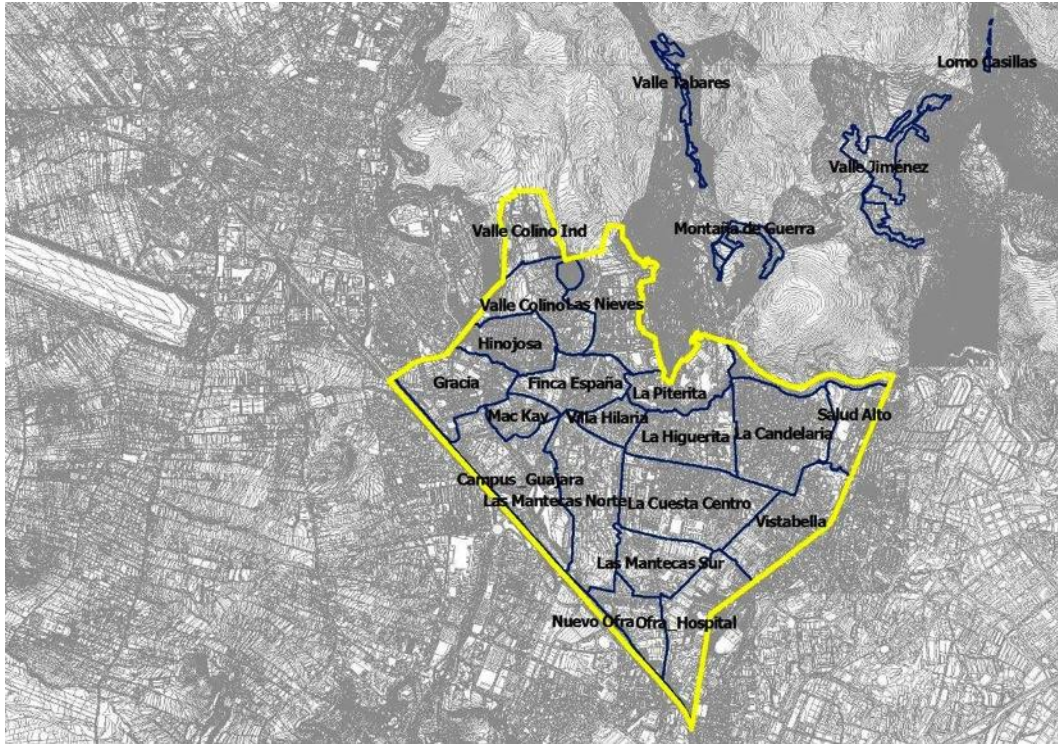 Lomo Casillas
Valle Tabares
Valle Jiménez
Montaña de Guerra
Valle Colino Ind
Valle Colino
Las Nieves
Hinojosa
Gracia
Finca España
La Piterita
Mac Kay
Villa Hilaria
Salud Alto
La Higuerita
La Candelaria
Campus_Guajara
Las Mantecas Norte
La Cuesta Centro
Vistabella
Las Mantecas Sur
Nuevo Ofra
Ofra_Hospital